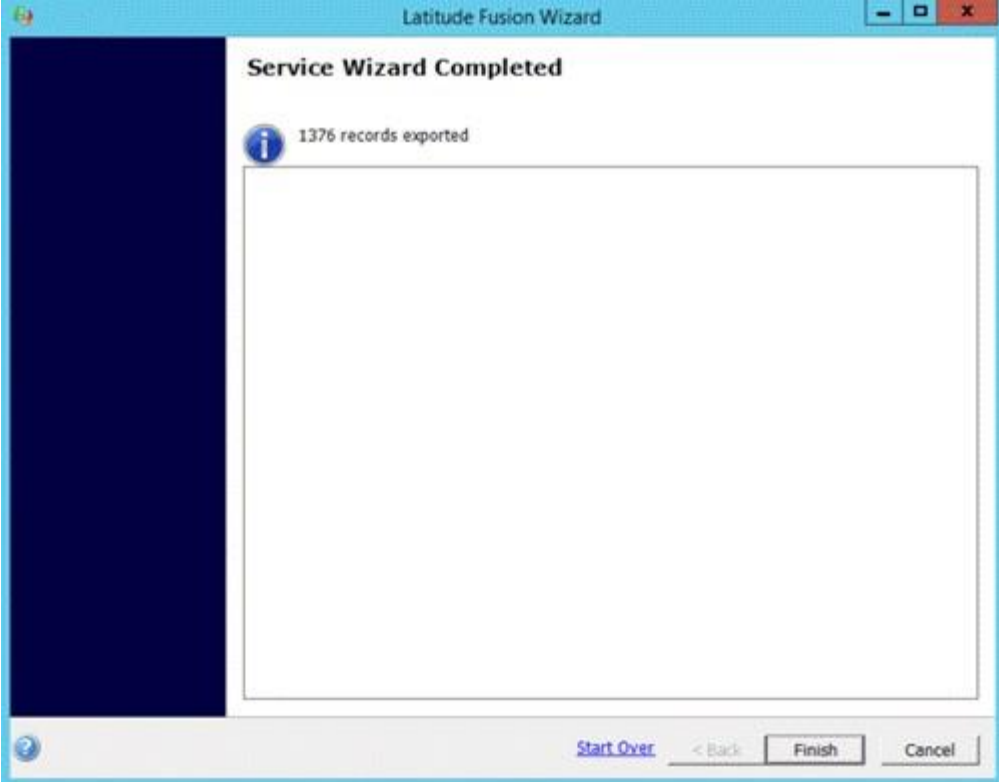 Latitude Fusion Wizard
Service Wizard Completed
1376 records exported
Start Over < Back Finish Cancel